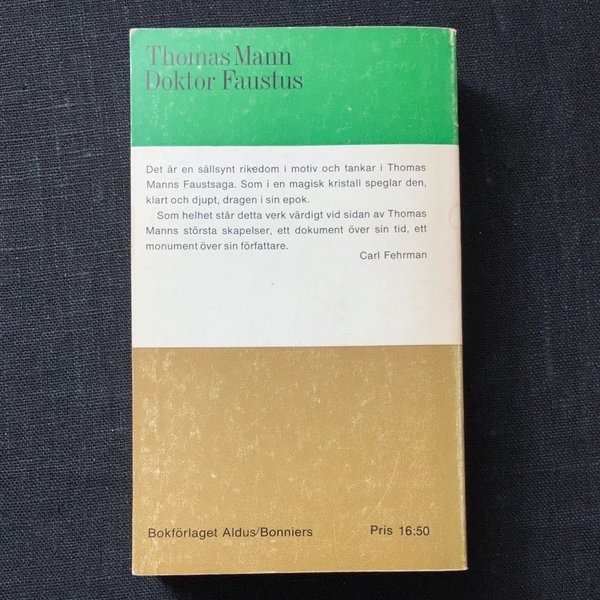 Thomas Mann
Doktor Faustus
Det är en sällsynt rikedom i motiv och tankar i Thomas
Manns Faustsaga. Som i en magisk kristall speglar den,
klart och djupt, dragen i sin epok.
Som helhet står detta verk värdigt vid sidan av Thomas
Manns största skapelser, ett dokument över sin tid, ett
monument över sin författare.
Carl Fehrman
Bokförlaget Aldus/Bonniers
Pris 16:50